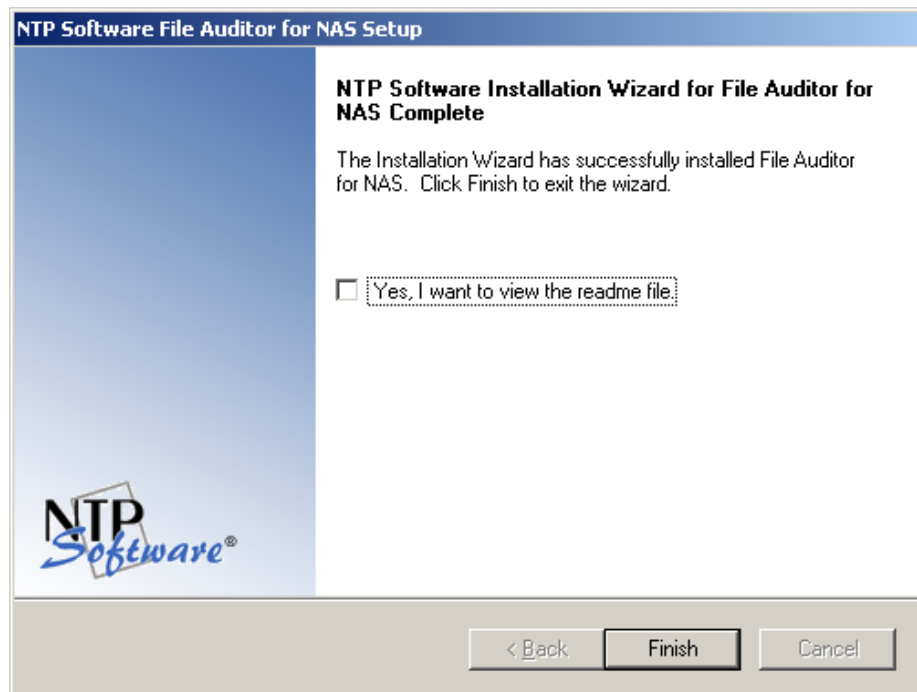 NTP Software File Auditor for NAS Setup
NTP Software Installation Wizard for File Auditor for
NAS Complete
The Installation Wizard has successfully installed File Auditor
for NAS.  Click Finish to exit the wizard.
Yes, I want to view the readme file.
NTP
Software®
< Back
Finish
Cancel